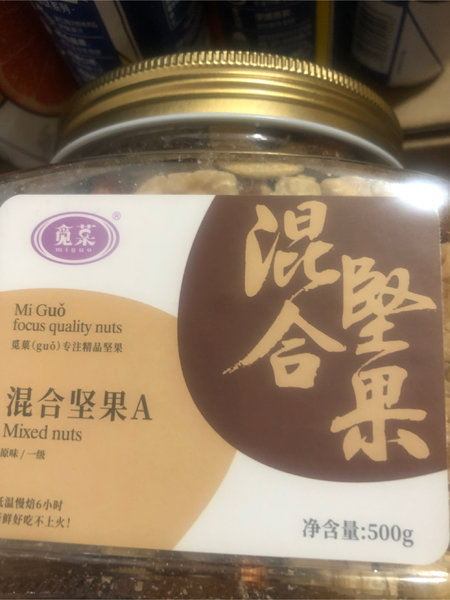 觅菓®
miguo
混合
堅果
Mi Guǒ
focus quality nuts
觅菓(guǒ)专注精品坚果
混合坚果A
Mixed nuts
原味/一级
低温慢焙6小时
新鲜好吃不上火!
净含量:500g